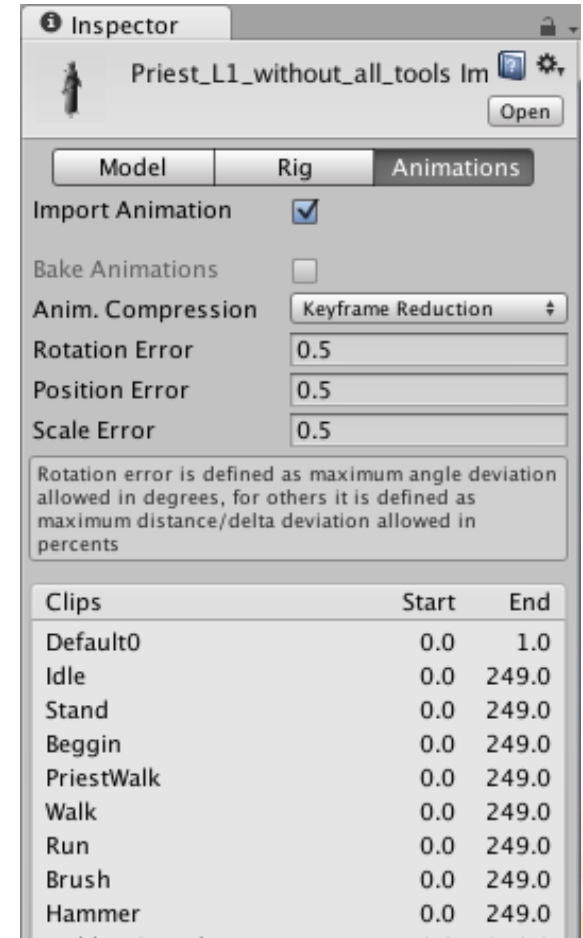 Inspector
Priest_L1_without_all_tools Im
Open
Model Rig Animations
Import Animation
Bake Animations
Anim. Compression Keyframe Reduction
Rotation Error 0.5
Position Error 0.5
Scale Error 0.5
Rotation error is defined as maximum angle deviation
allowed in degrees, for others it is defined as
maximum distance/delta deviation allowed in
percents
Clips Start End
Default0 0.0 1.0
Idle 0.0 249.0
Stand 0.0 249.0
Beggin 0.0 249.0
PriestWalk 0.0 249.0
Walk 0.0 249.0
Run 0.0 249.0
Brush 0.0 249.0
Hammer 0.0 249.0